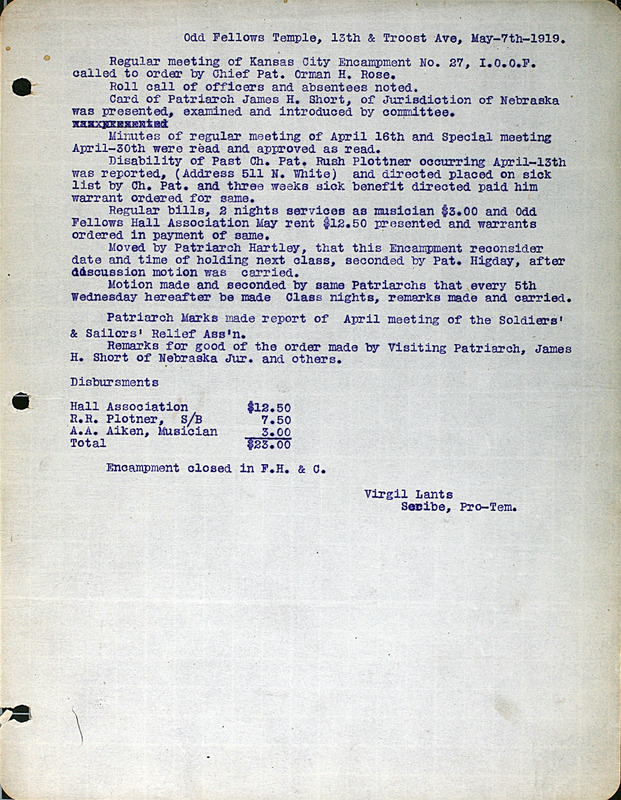 Odd Fellows Temple, 13th & Troost Ave, May-7th-1919.
Regular meeting of Kansas City Encampment No. 27, I.O.O.F.
called to order by Chief Pat. Orman H. Rose.
Roll call of officers and absentees noted.
Card of Patriarch James H. Short, of Jurisdiction of Nebraska
was presented, examined and introduced by committee.
Minutes of regular meeting of April 16th and Special meeting
April-30th were read and approved as read.
Disability of Past Ch. Pat. Rush Plottner occurring April-13th
was reported, (Address 511 N. White) and directed placed on sick
list by Ch. Pat. and three weeks sick benefit directed paid him
warrant ordered for same.
Regular bills, 2 nights services as musician $3.00 and Odd
Fellows Hall Association May rent $12.50 presented and warrants
ordered in payment of same.
Moved by Patriarch Hartley, that this Encampment reconsider
date and time of holding next class, seconded by Pat. Higday, after
discussion motion was carried.
Motion made and seconded by same Patriarchs that every 5th
Wednesday hereafter be made Class nights, remarks made and carried.
Patriarch Marks made report of April meeting of the Soldiers'
& Sailors' Relief Ass'n.
Remarks for good of the order made by Visiting Patriarch, James
H. Short of Nebraska Jur. and others.
Disbursments
Hall Association $12.50
R.R. Plotner, S/B 7.50
A.A. Aiken, Musician 3.00
Total $23.00
Encampment closed in F.H. & C.
Virgil Lants
Scribe, Pro-Tem.